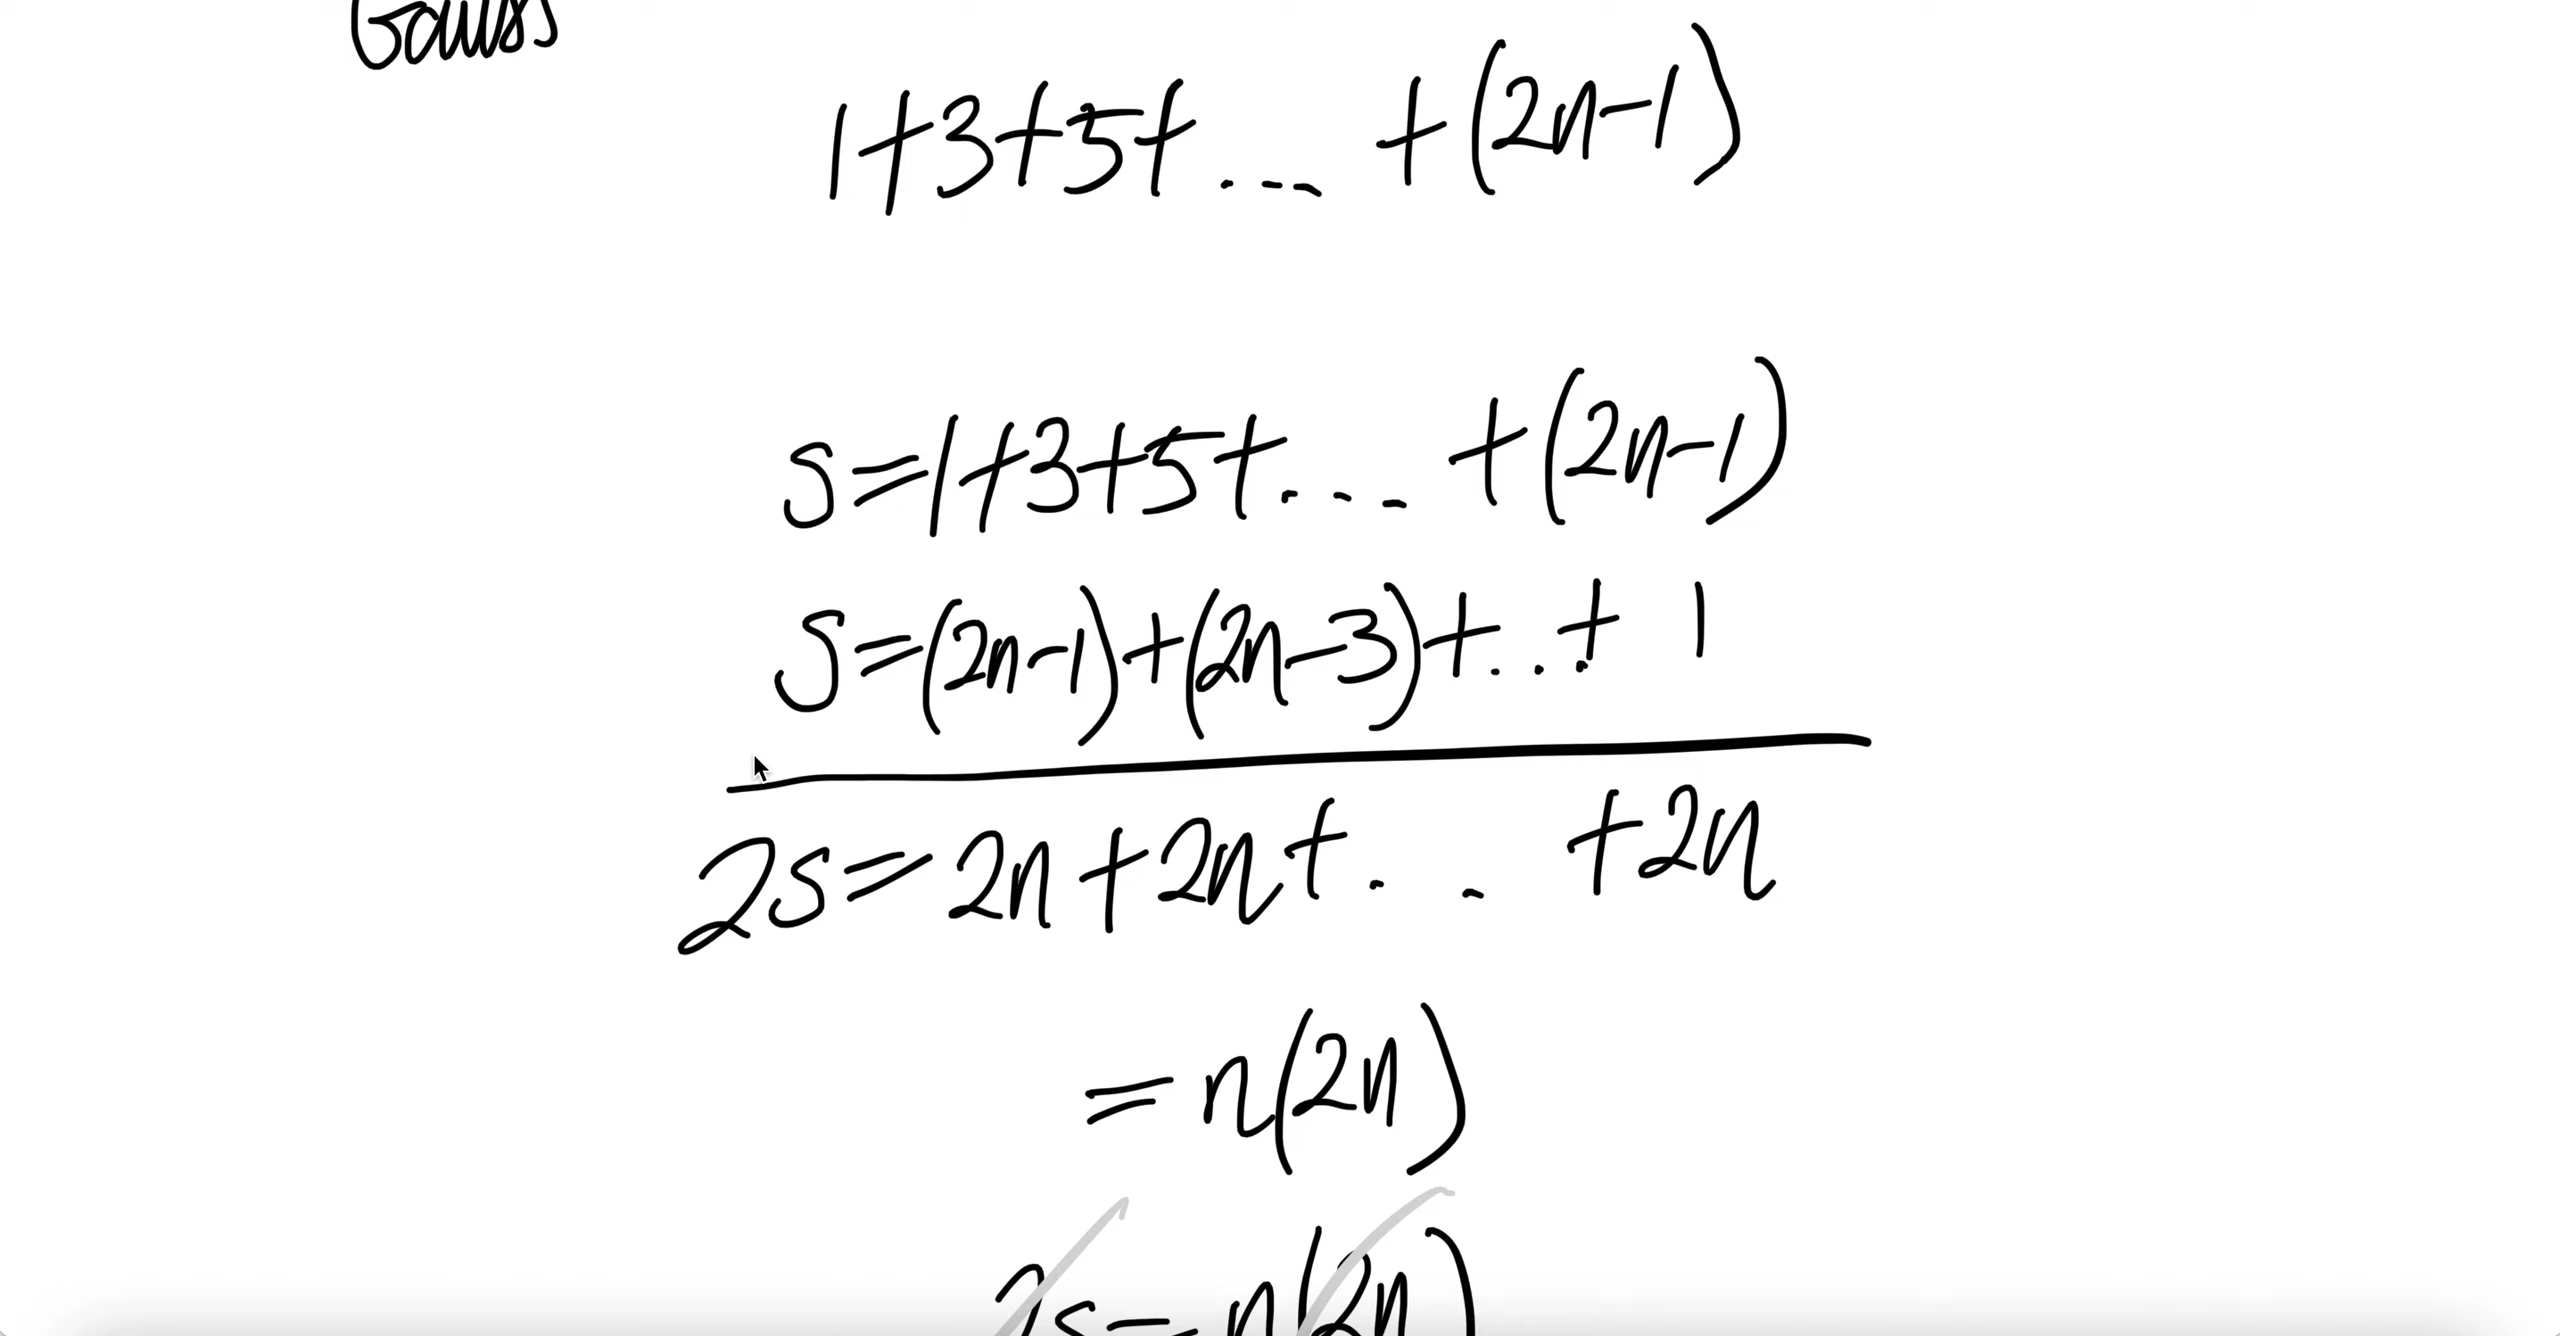 Gauss
1+3+5+... +(2n-1)
S=1+3+5+... +(2n-1)
S=(2n-1)+(2n-3)+...+ 1
2S=2n+2n+.. +2n
=n(2n)
2S=n(2n)